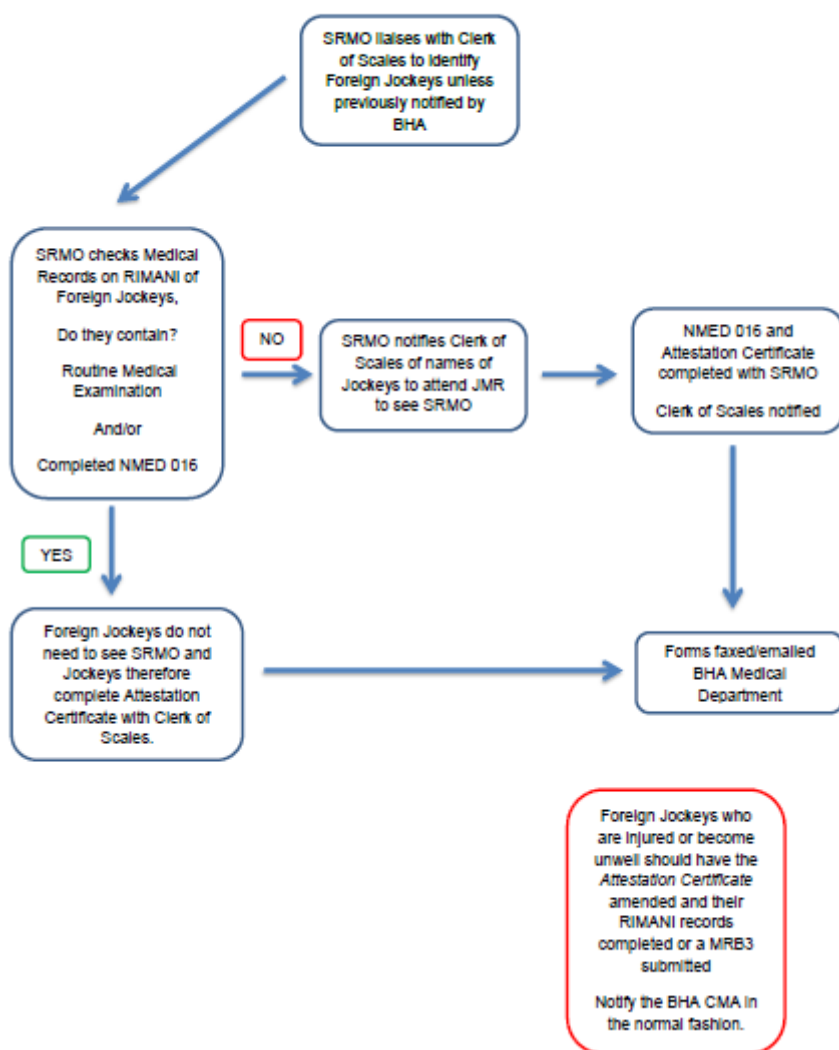 SRMO liaises with Clerk
of Scales to Identify
Foreign Jockeys unless
previously notified by
BHA
SRMO checks Medical
Records on RIMANI of
Foreign Jockeys,
Do they contain?
Routine Medical
Examination
And/or
Completed NMED 016
NO
SRMO notifies Clerk of
Scales of names of
Jockeys to attend JMR
to see SRMO
NMED 016 and
Attestation Certificate
completed with SRMO
Clerk of Scales notified
YES
Foreign Jockeys do not
need to see SRMO and
Jockeys therefore
complete Attestation
Certificate with Clerk of
Scales.
Forms faxed/emailed
BHA Medical
Department
Foreign Jockeys who
are injured or become
unwell should have the
Attestation Certificate
amended and their
RIMANI records
completed or a MRB3
submitted
Notify the BHA CMA in
the normal fashion.